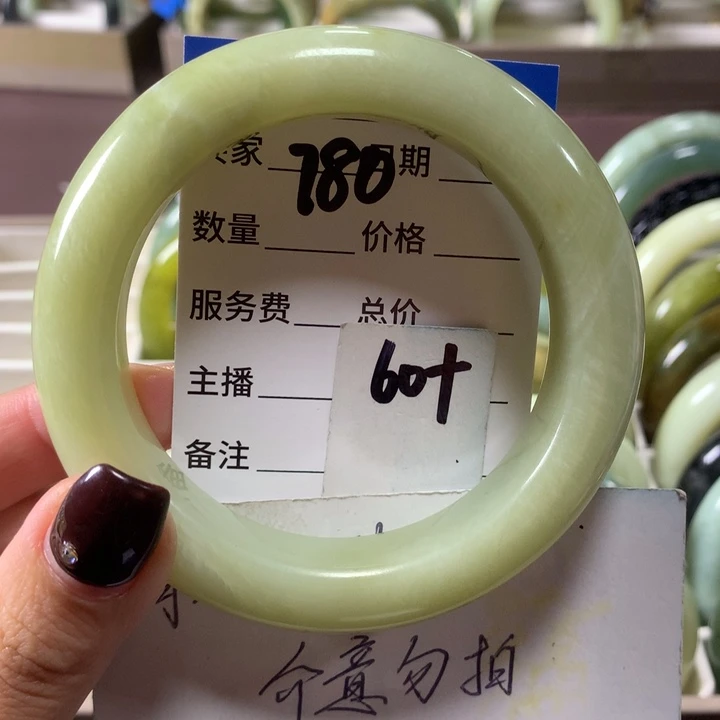 家 780 期
数量 价格
服务费 总价
主播 60+
备注
介意勿拍